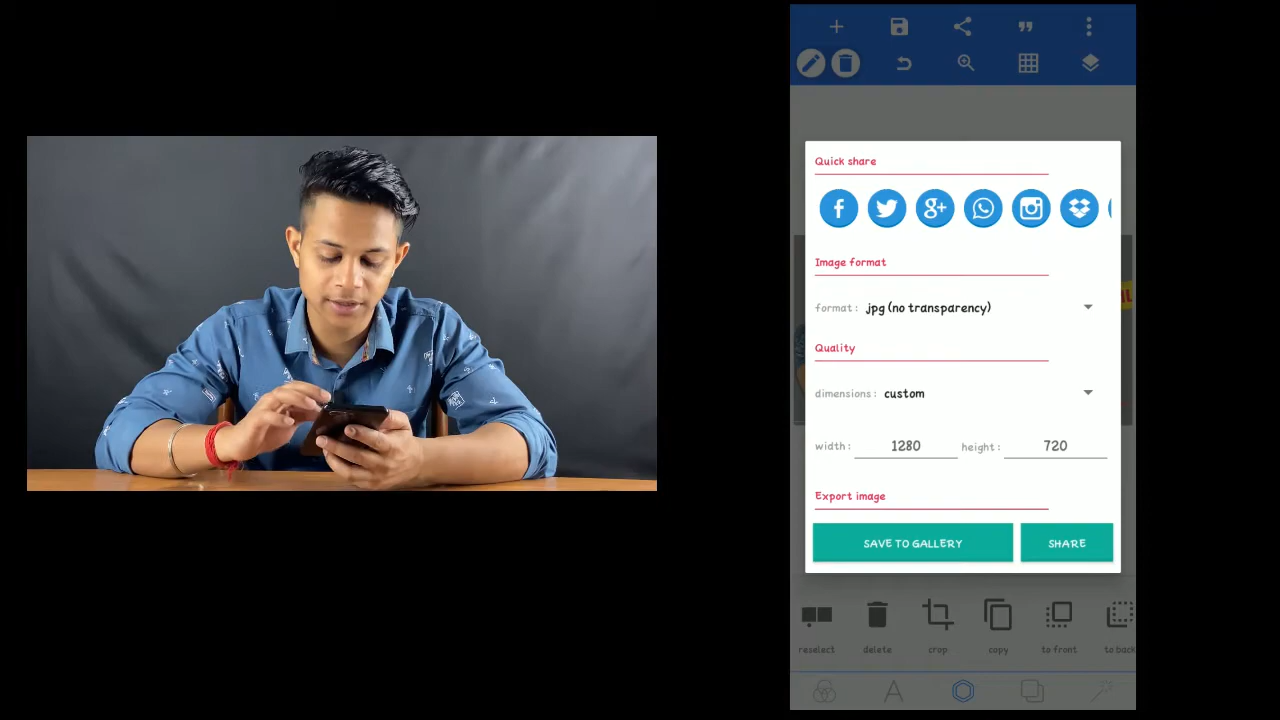 Quick share
Image format
format : jpg (no transparency)
Quality
dimensions : custom
width : 1280 height : 720
Export image
SAVE TO GALLERY SHARE
reselect delete crop copy to front to back